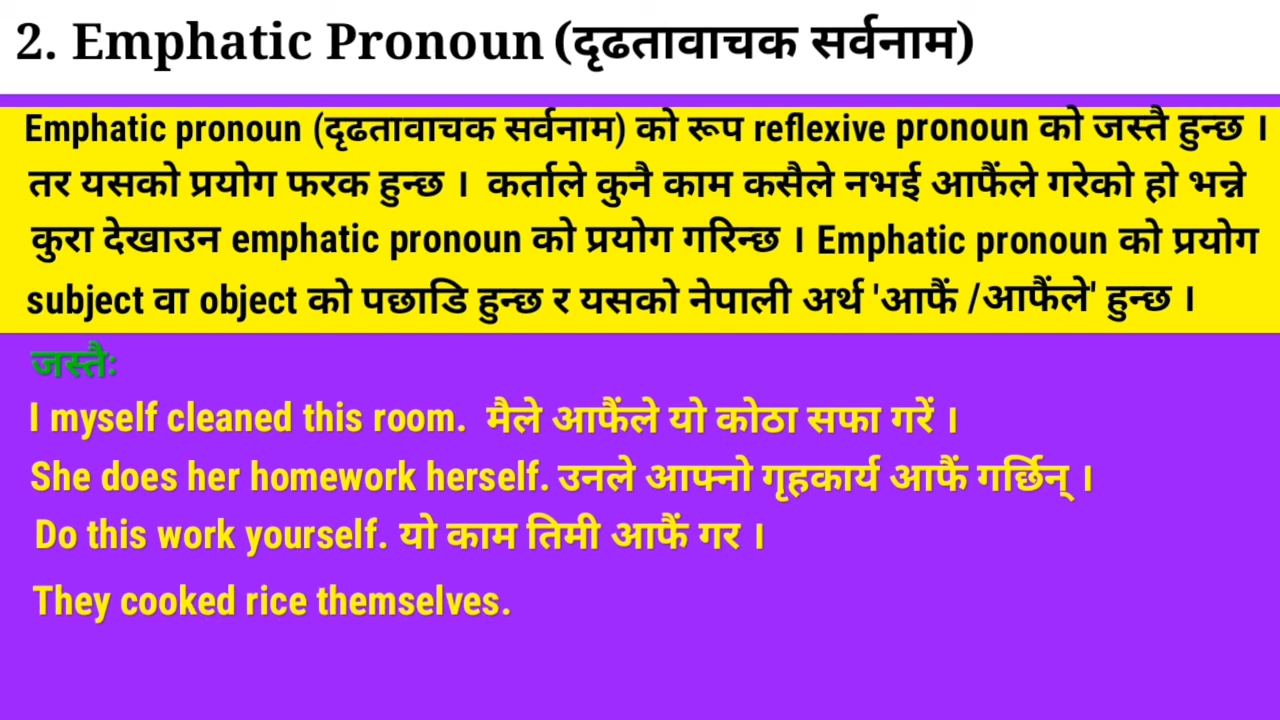 2. Emphatic Pronoun (दृढतावाचक सर्वनाम)
Emphatic pronoun (दृढतावाचक सर्वनाम) को रूप reflexive pronoun को जस्तै हुन्छ ।
तर यसको प्रयोग फरक हुन्छ । कर्ताले कुनै काम कसैले नभई आफैंले गरेको हो भन्ने
कुरा देखाउन emphatic pronoun को प्रयोग गरिन्छ । Emphatic pronoun को प्रयोग
subject वा object को पछाडि हुन्छ र यसको नेपाली अर्थ 'आफैं /आफैंले' हुन्छ ।
जस्तैः
I myself cleaned this room. मैले आफैंले यो कोठा सफा गरें ।
She does her homework herself. उनले आफ्नो गृहकार्य आफैं गर्छिन् ।
Do this work yourself. यो काम तिमी आफैं गर ।
They cooked rice themselves.